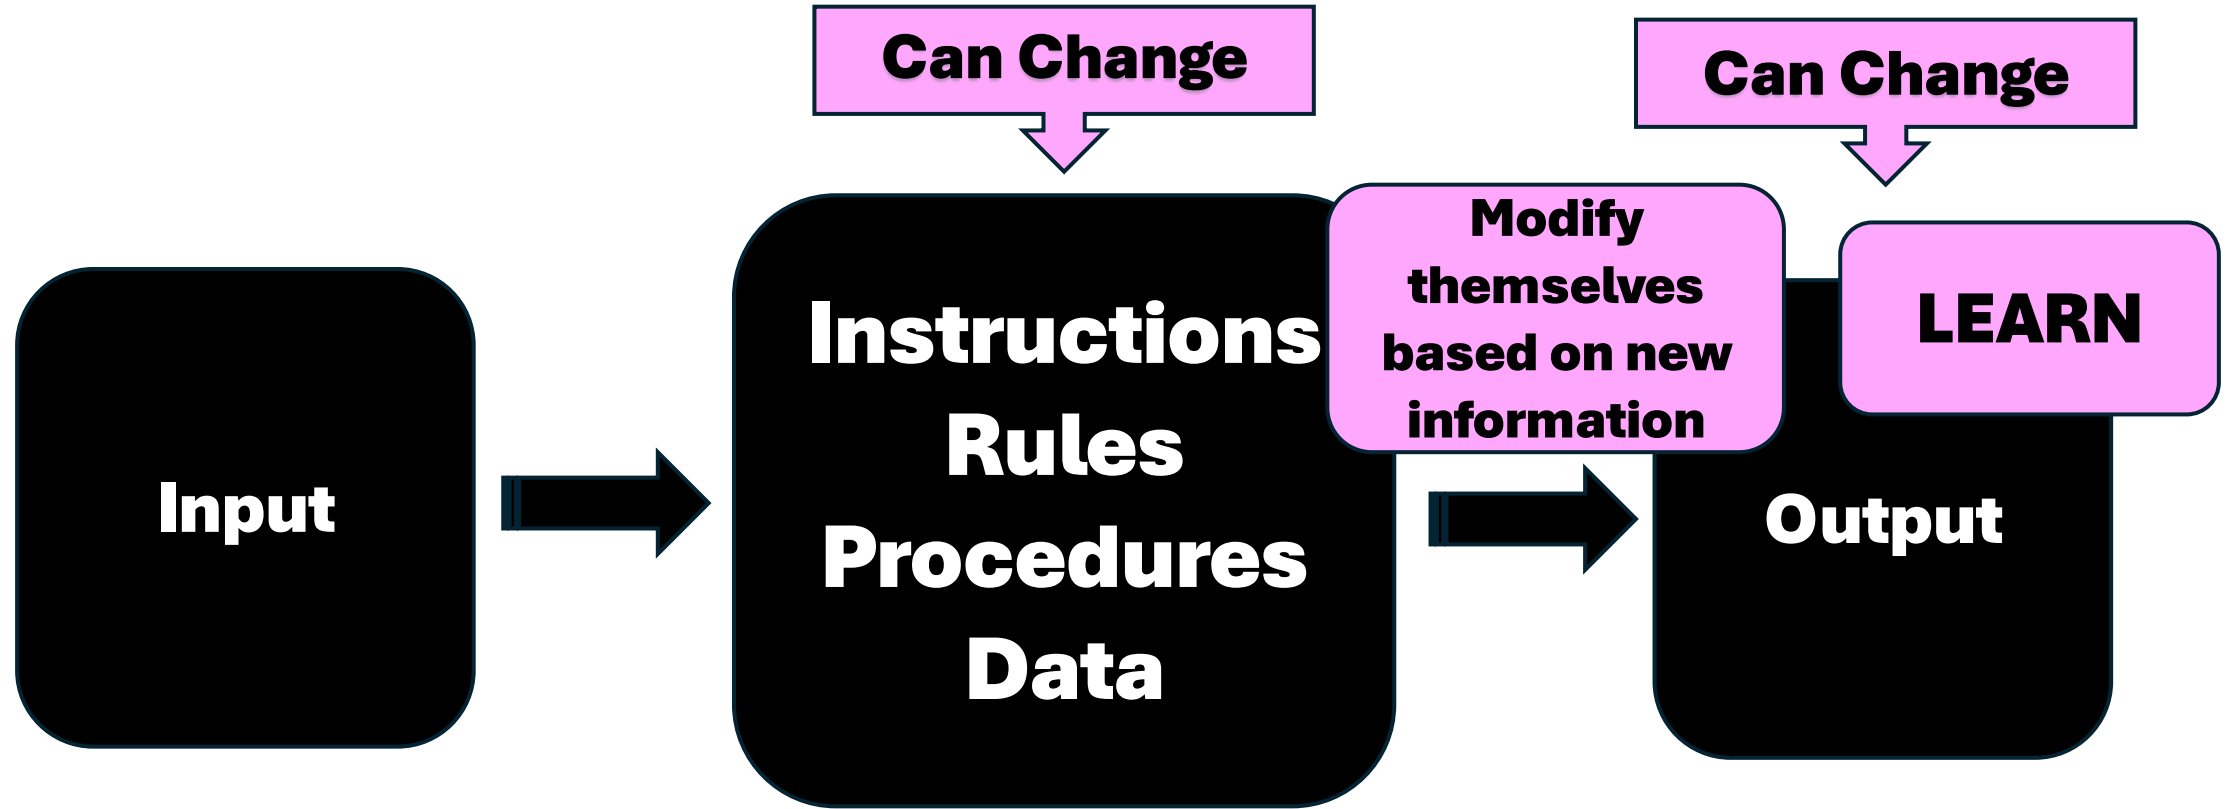 Can Change
Can Change
Input
Instructions
Rules
Procedures
Data
Modify
themselves
based on new
information
LEARN
Output